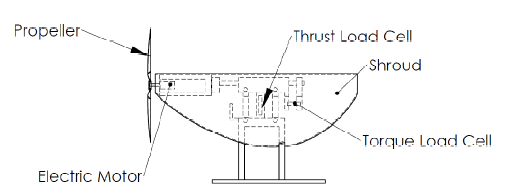 Propeller
Thrust Load Cell
Shroud
Torque Load Cell
Electric Motor